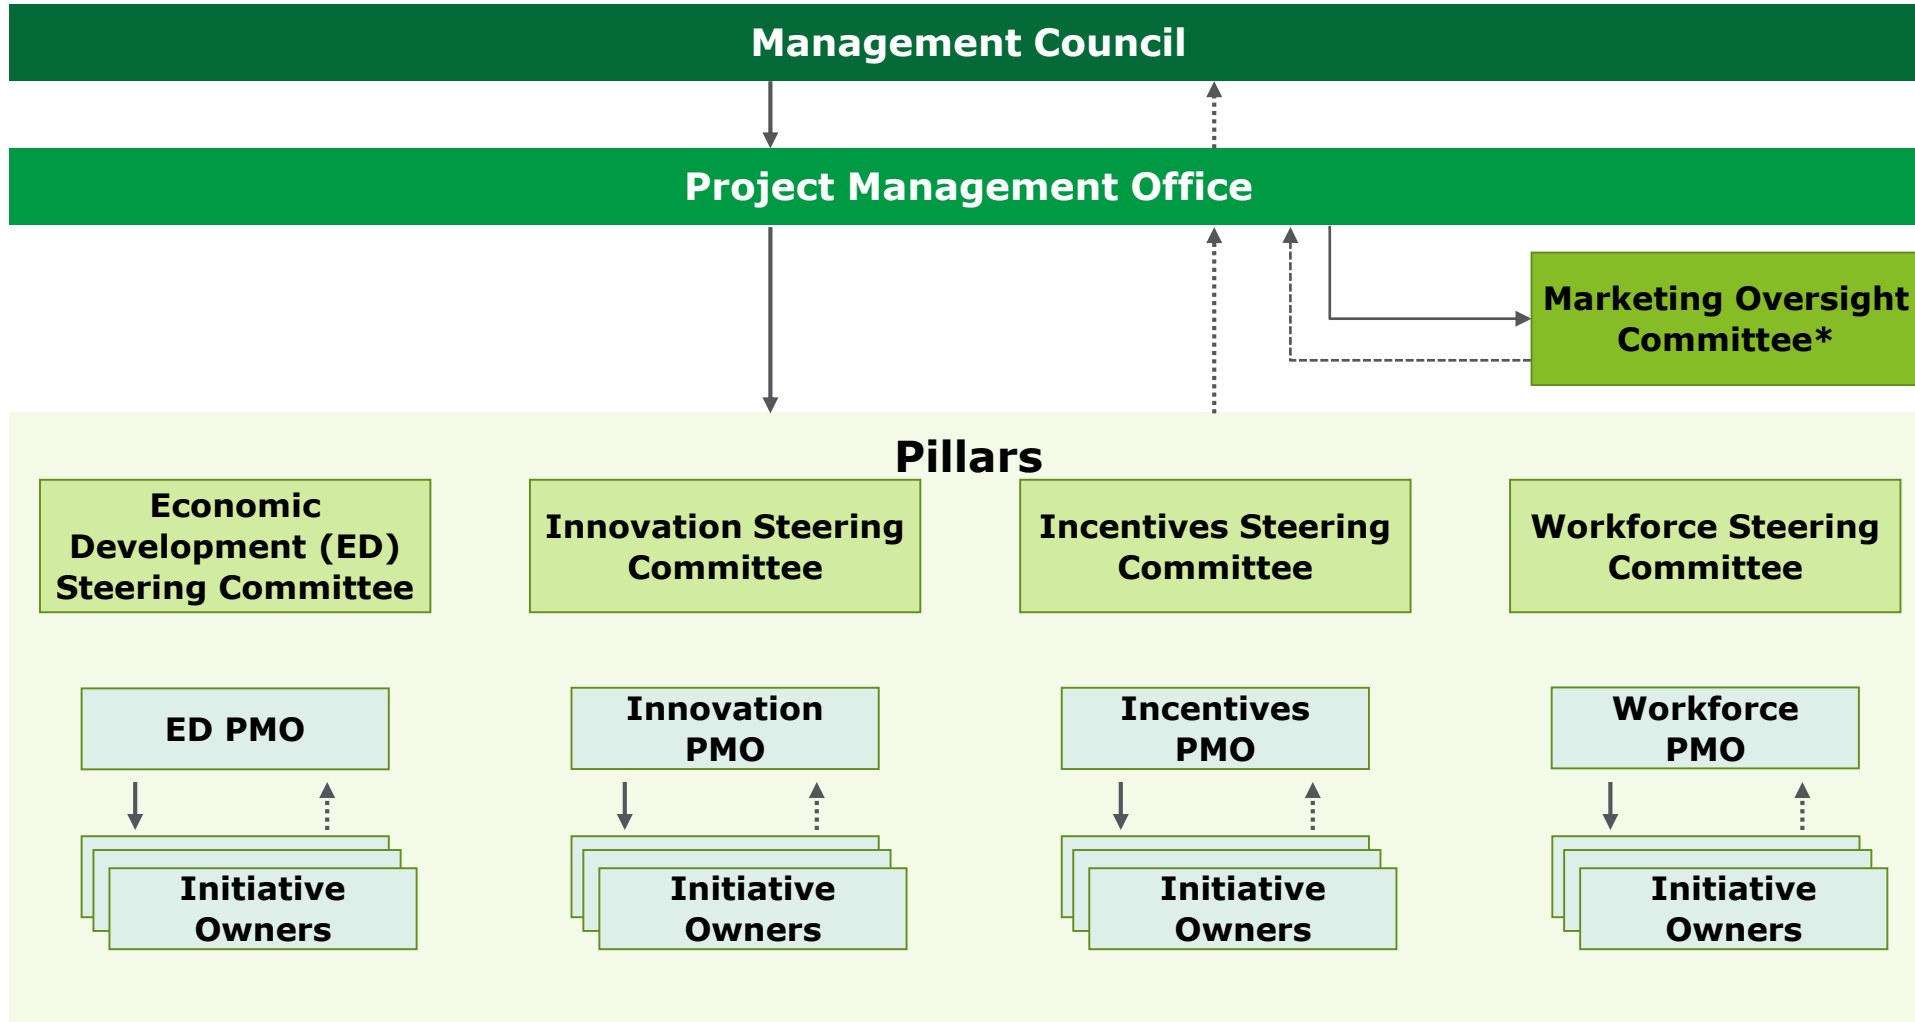 Management Council
Project Management Office
Marketing Oversight
Committee*
Pillars
Economic
Development (ED)
Steering Committee
Innovation Steering
Committee
Incentives Steering
Committee
Workforce Steering
Committee
ED PMO
Innovation
PMO
Incentives
PMO
Workforce
PMO
Initiative
Owners
Initiative
Owners
Initiative
Owners
Initiative
Owners